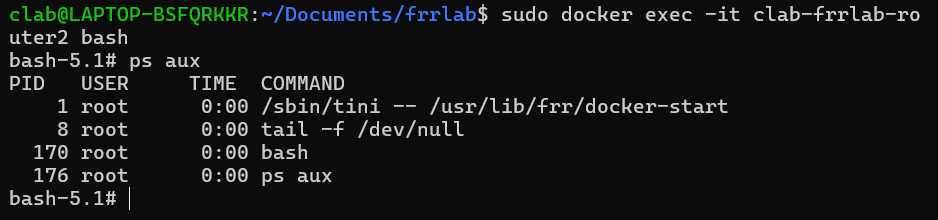 clab@LAPTOP-BSFQRKKR:~/Documents/frrlab$ sudo docker exec -it clab-frrlab-ro
uter2 bash
bash-5.1# ps aux
PID   USER     TIME  COMMAND
    1 root      0:00 /sbin/tini -- /usr/lib/frr/docker-start
    8 root      0:00 tail -f /dev/null
  170 root      0:00 bash
  176 root      0:00 ps aux
bash-5.1#